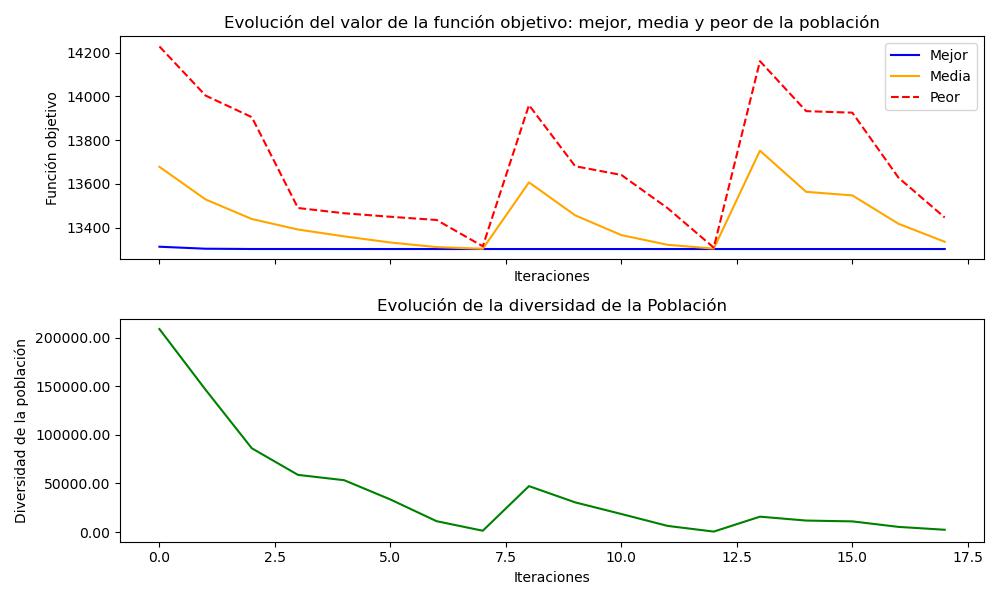 Evolución del valor de la función objetivo: mejor, media y peor de la población
Función objetivo
14200
14000
13800
13600
13400
Mejor
Media
Peor
Iteraciones
Evolución de la diversidad de la Población
Diversidad de la población
200000.00
150000.00
100000.00
50000.00
0.00
0.0 2.5 5.0 7.5 10.0 12.5 15.0 17.5
Iteraciones